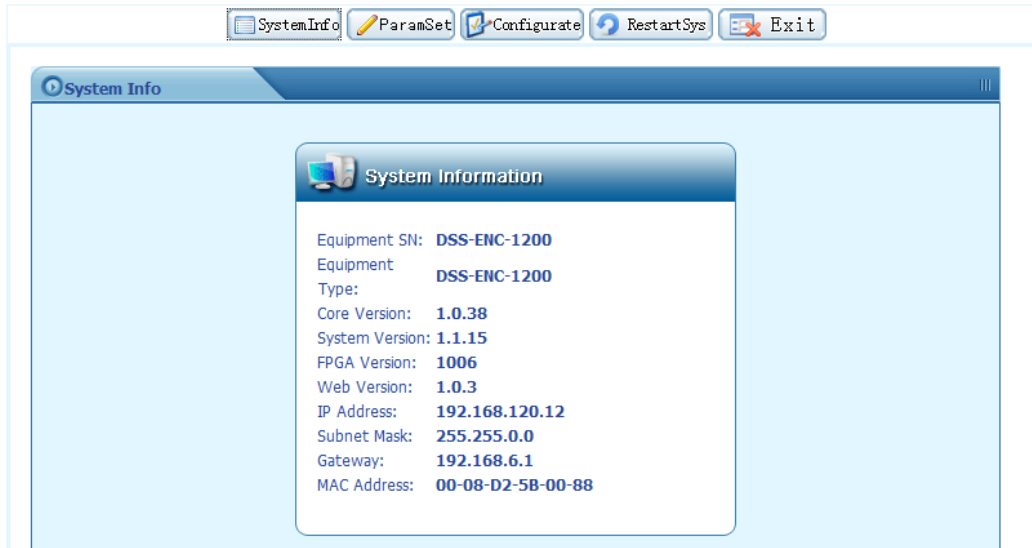 SystemInfo ParamSet Configurate RestartSys Exit
System Info
System Information
Equipment SN: DSS-ENC-1200
Equipment
Type: DSS-ENC-1200
Core Version: 1.0.38
System Version: 1.1.15
FPGA Version: 1006
Web Version: 1.0.3
IP Address: 192.168.120.12
Subnet Mask: 255.255.0.0
Gateway: 192.168.6.1
MAC Address: 00-08-D2-5B-00-88